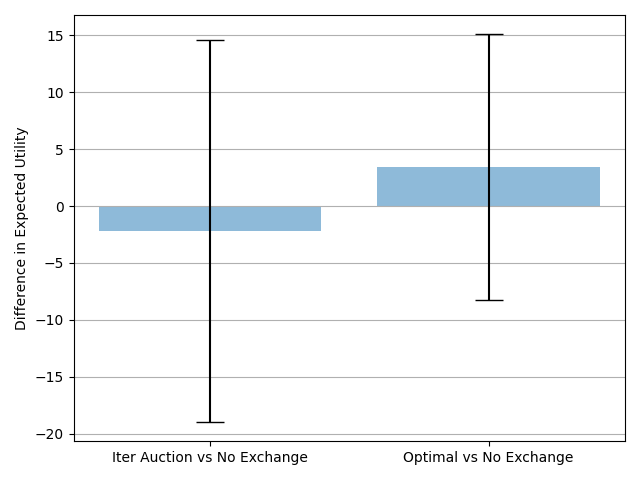 15
10
5
0
−5
−10
−15
−20
Difference in Expected Utility
Iter Auction vs No Exchange
Optimal vs No Exchange